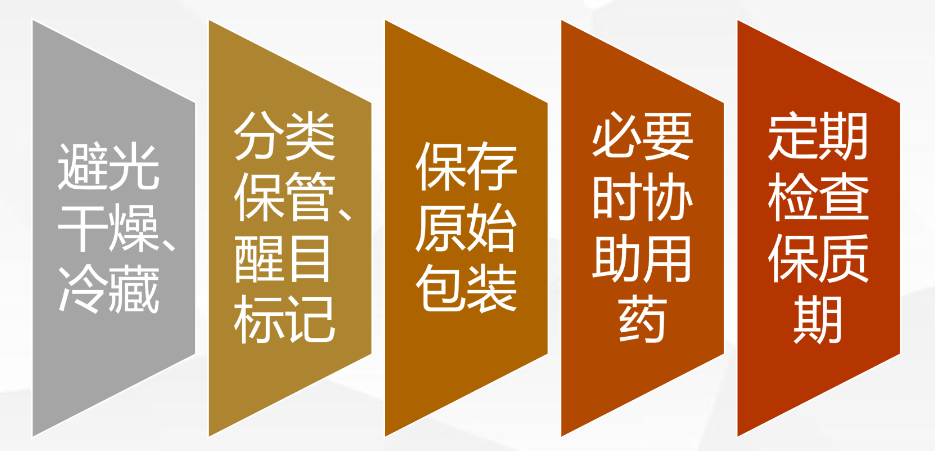 避光
干燥、
冷藏
分类
保管、
醒目
标记
保存
原始
包装
必要
时协
助用
药
定期
检查
保质
期